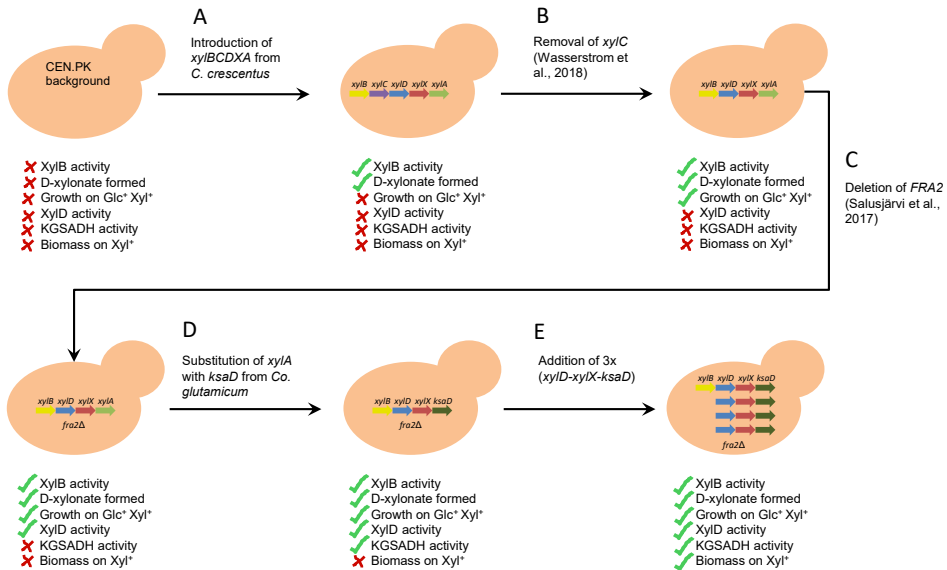 A
Introduction of
xylBCDXA from
C. crescentus
B
Removal of xylC
(Wasserstrom
et al., 2018)
CEN.PK
background
xylB xylC xylD xylX xylA
xylB xylD xylX xylA
XylB activity
D-xylonate formed
Growth on Glc⁺ Xyl⁺
XylD activity
KGSADH activity
Biomass on Xyl⁺
XylB activity
D-xylonate formed
Growth on Glc⁺ Xyl⁺
XylD activity
KGSADH activity
Biomass on Xyl⁺
XylB activity
D-xylonate formed
Growth on Glc⁺ Xyl⁺
XylD activity
KGSADH activity
Biomass on Xyl⁺
C
Deletion of FRA2
(Salusjärvi et al.,
2017)
D
Substitution of xylA
with ksaD from Co.
glutamicum
E
Addition of 3x
(xylD-xylX-ksaD)
xylB xylD xylX xylA
fra2Δ
xylB xylD xylX ksaD
fra2Δ
xylB xylD xylX ksaD
fra2Δ
XylB activity
D-xylonate formed
Growth on Glc⁺ Xyl⁺
XylD activity
KGSADH activity
Biomass on Xyl⁺
XylB activity
D-xylonate formed
Growth on Glc⁺ Xyl⁺
XylD activity
KGSADH activity
Biomass on Xyl⁺
XylB activity
D-xylonate formed
Growth on Glc⁺ Xyl⁺
XylD activity
KGSADH activity
Biomass on Xyl⁺